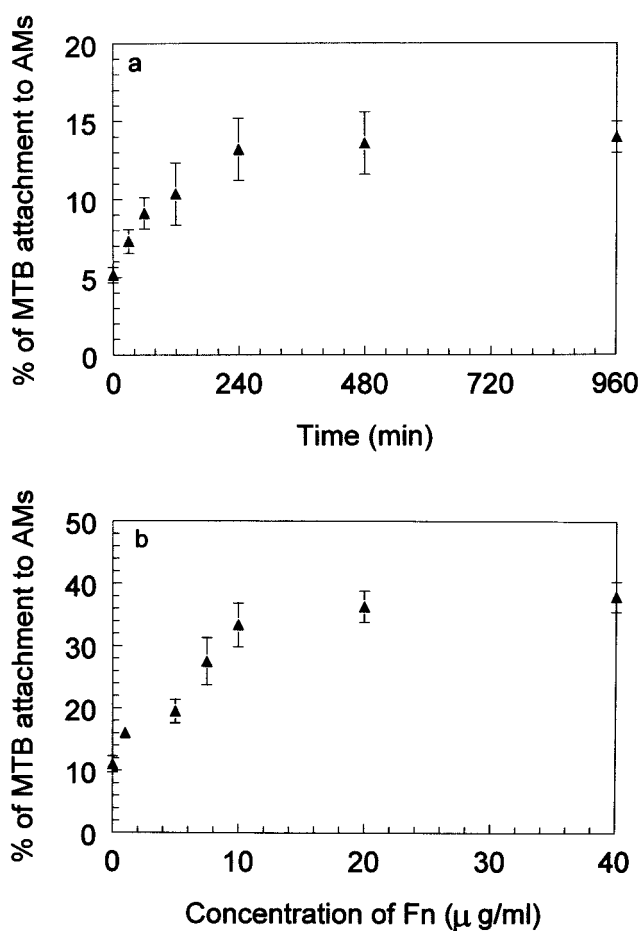 a
% of MTB attachment to AMs
20
15
10
5
0
0 240 480 720 960
Time (min)
b
% of MTB attachment to AMs
50
40
30
20
10
0
0 10 20 30 40
Concentration of Fn (μ g/ml)